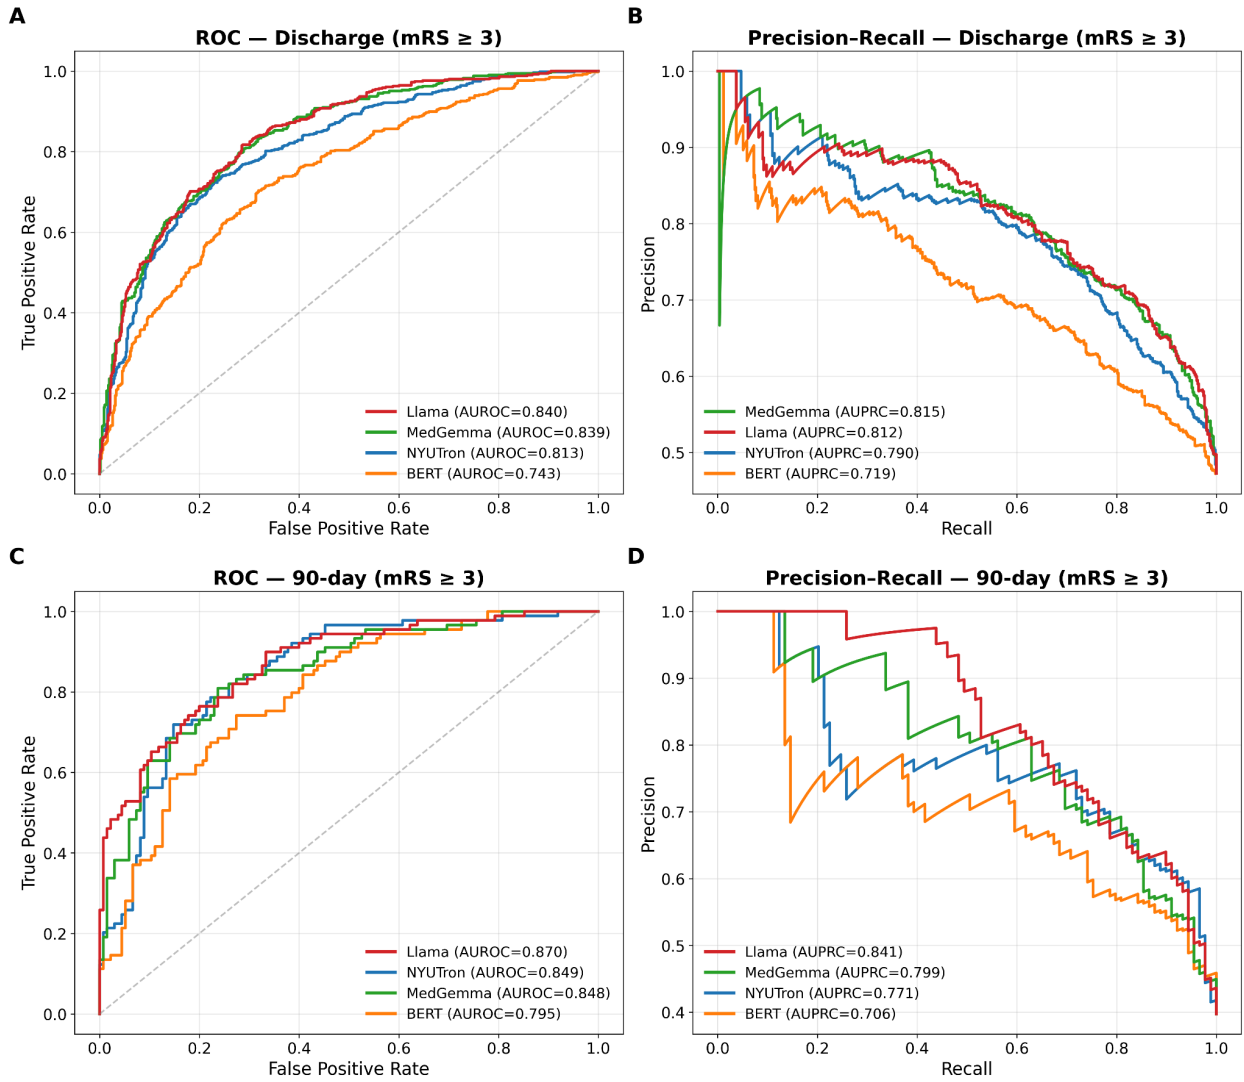 A
ROC — Discharge (mRS ≥ 3)
1.0
0.8
0.6
0.4
0.2
0.0
True Positive Rate
Llama (AUROC=0.840)
MedGemma (AUROC=0.839)
NYUTron (AUROC=0.813)
BERT (AUROC=0.743)
0.0 0.2 0.4 0.6 0.8 1.0
False Positive Rate
B
Precision–Recall — Discharge (mRS ≥ 3)
1.0
0.9
0.8
0.7
0.6
0.5
Precision
MedGemma (AUPRC=0.815)
Llama (AUPRC=0.812)
NYUTron (AUPRC=0.790)
BERT (AUPRC=0.719)
0.0 0.2 0.4 0.6 0.8 1.0
Recall
C
ROC — 90-day (mRS ≥ 3)
1.0
0.8
0.6
0.4
0.2
0.0
True Positive Rate
Llama (AUROC=0.870)
NYUTron (AUROC=0.849)
MedGemma (AUROC=0.848)
BERT (AUROC=0.795)
0.0 0.2 0.4 0.6 0.8 1.0
False Positive Rate
D
Precision–Recall — 90-day (mRS ≥ 3)
1.0
0.9
0.8
0.7
0.6
0.5
0.4
Precision
Llama (AUPRC=0.841)
MedGemma (AUPRC=0.799)
NYUTron (AUPRC=0.771)
BERT (AUPRC=0.706)
0.0 0.2 0.4 0.6 0.8 1.0
Recall